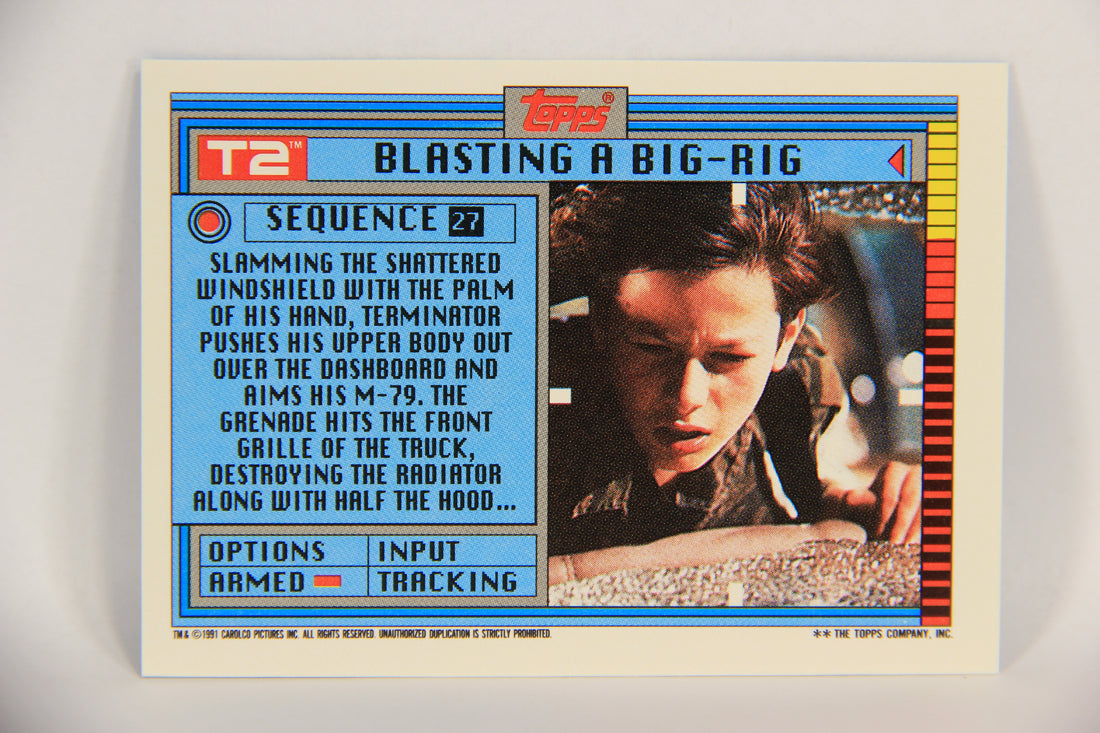 topps®
T2™
BLASTING A BIG-RIG
SEQUENCE 27
SLAMMING THE SHATTERED
WINDSHIELD WITH THE PALM
OF HIS HAND, TERMINATOR
PUSHES HIS UPPER BODY OUT
OVER THE DASHBOARD AND
AIMS HIS M-79. THE
GRENADE HITS THE FRONT
GRILLE OF THE TRUCK,
DESTROYING THE RADIATOR
ALONG WITH HALF THE HOOD...
OPTIONS INPUT
ARMED TRACKING
TM & ©1991 CAROLCO PICTURES INC. ALL RIGHTS RESERVED. UNAUTHORIZED DUPLICATION IS STRICTLY PROHIBITED.
** THE TOPPS COMPANY, INC.